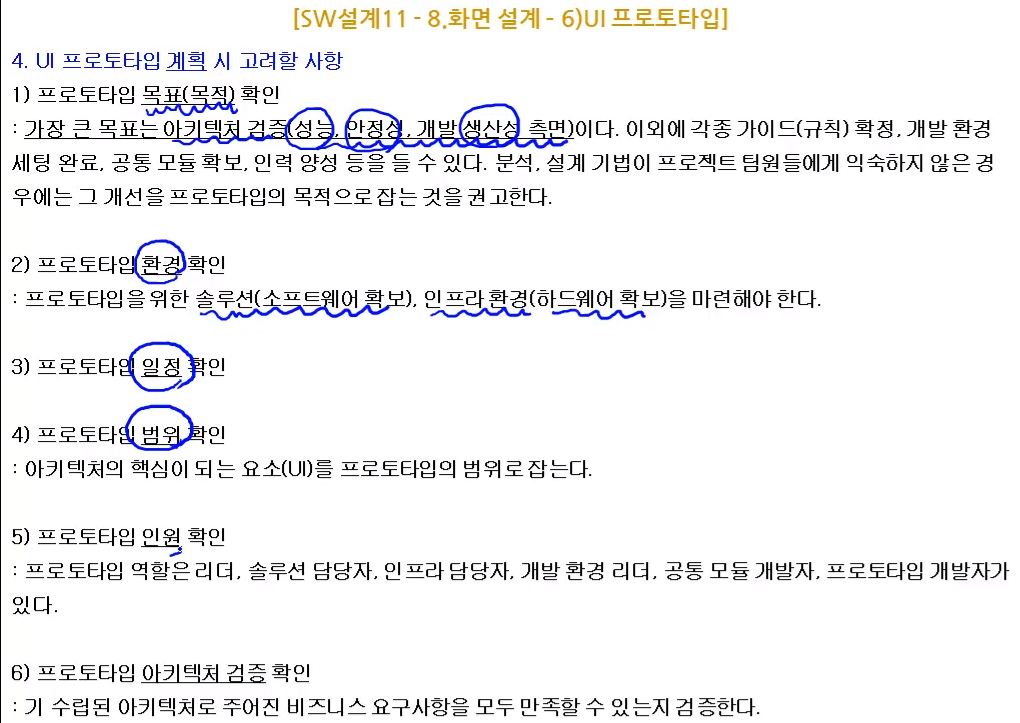 [SW설계11 - 8.화면 설계 - 6)UI 프로토타입]
4. UI 프로토타입 계획 시 고려할 사항
1) 프로토타입 목표(목적) 확인
: 가장 큰 목표는 아키텍처 검증(성능, 안정성, 개발 생산성 측면)이다. 이외에 각종 가이드(규칙) 확정, 개발 환경
세팅 완료, 공통 모듈 확보, 인력 양성 등을 들 수 있다. 분석, 설계 기법이 프로젝트 팀원들에게 익숙하지 않은 경
우에는 그 개선을 프로토타입의 목적으로 잡는 것을 권고한다.
2) 프로토타입 환경 확인
: 프로토타입을 위한 솔루션(소프트웨어 확보), 인프라 환경(하드웨어 확보)을 마련해야 한다.
3) 프로토타입 일정 확인
4) 프로토타입 범위 확인
: 아키텍처의 핵심이 되는 요소(UI)를 프로토타입의 범위로 잡는다.
5) 프로토타입 인원 확인
: 프로토타입 역할은 리더, 솔루션 담당자, 인프라 담당자, 개발 환경 리더, 공통 모듈 개발자, 프로토타입 개발자가
있다.
6) 프로토타입 아키텍처 검증 확인
: 기 수립된 아키텍처로 주어진 비즈니스 요구사항을 모두 만족할 수 있는지 검증한다.